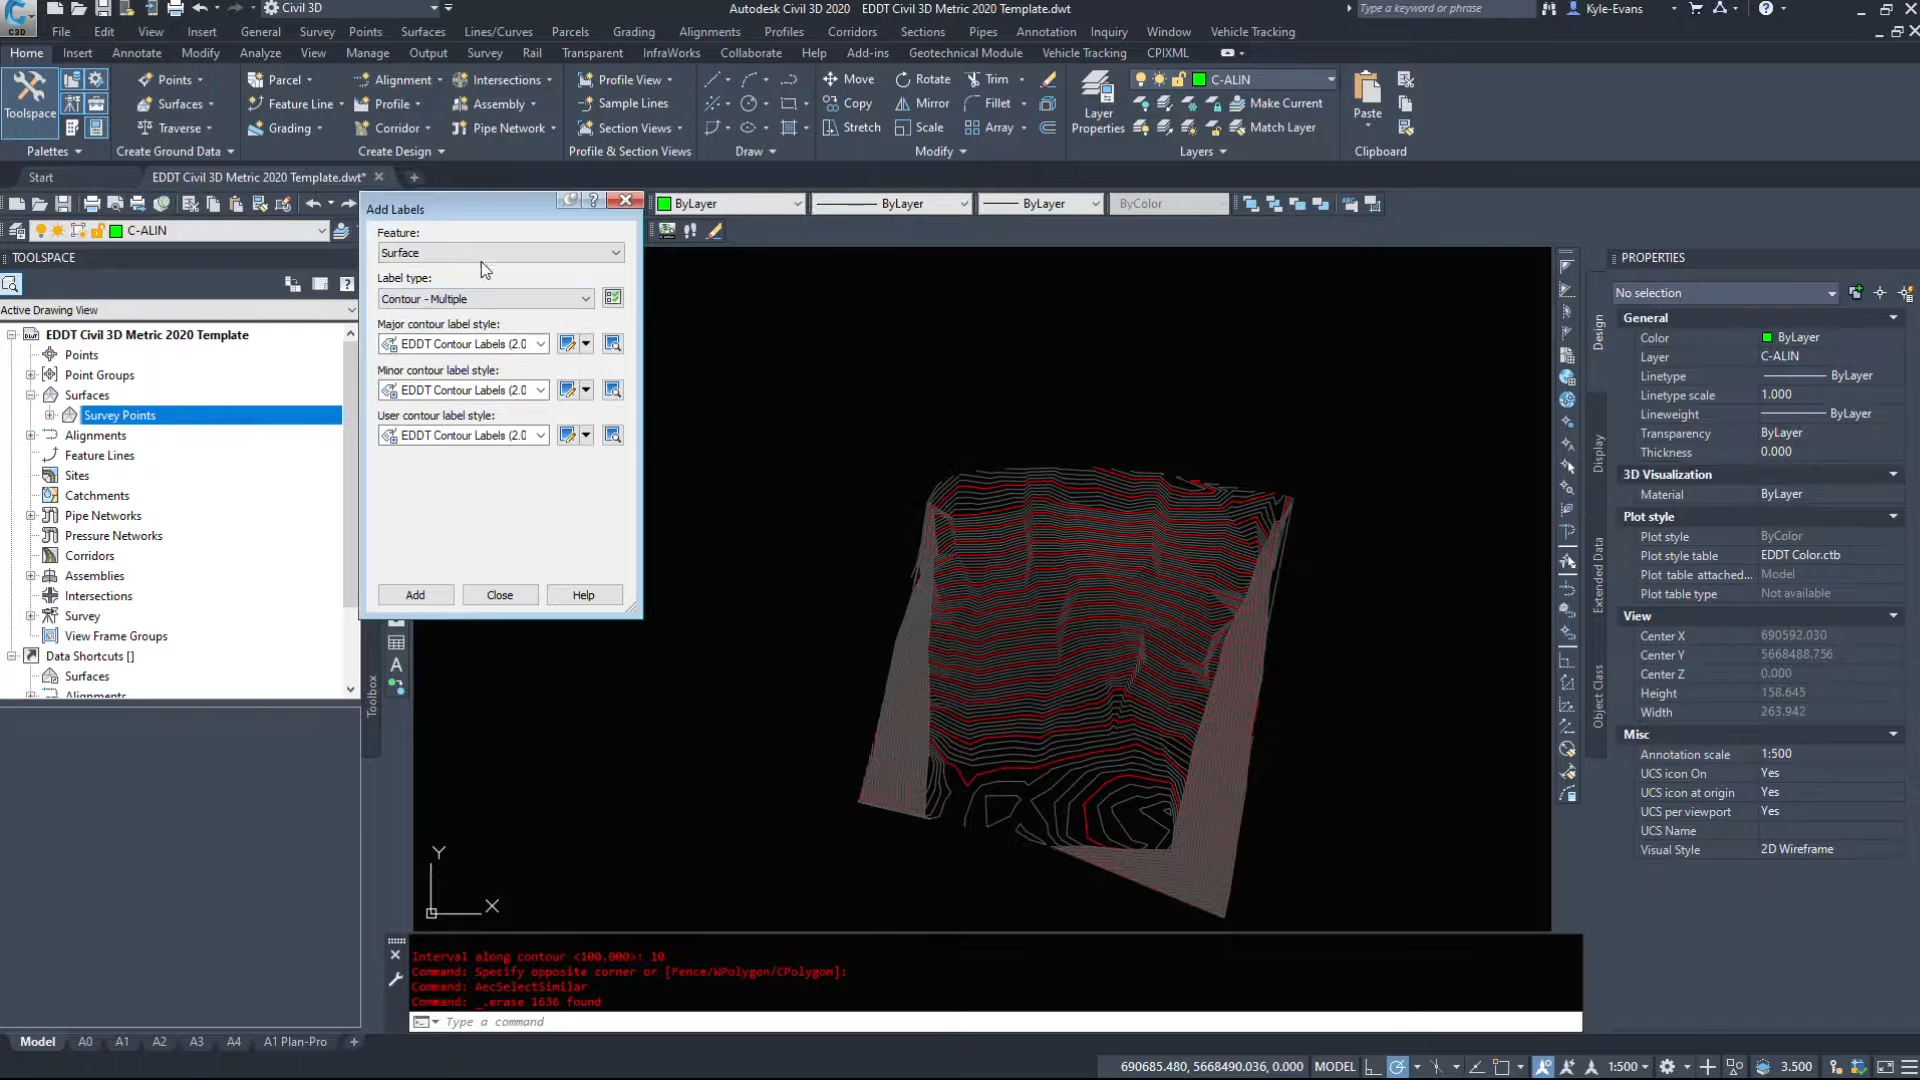 Civil 3D
Autodesk Civil 3D 2020 EDDT Civil 3D Metric 2020 Template.dwt
Type a keyword or phrase
Kyle-Evans
C3D
File Edit View Insert General Survey Points Surfaces Lines/Curves Parcels Grading Alignments Profiles Corridors Sections Pipes Annotation Inquiry Window Vehicle Tracking
Home Insert Annotate Modify Analyze View Manage Output Survey Rail Transparent InfraWorks Collaborate Help Add-ins Geotechnical Module Vehicle Tracking CPIXML
Points Parcel Alignment Intersections Profile View Move Rotate Trim C-ALIN
Toolspace
Surfaces Feature Line Profile Assembly Sample Lines Copy Mirror Fillet Make Current
Layer Properties
Paste
Traverse Grading Corridor Pipe Network Section Views Stretch Scale Array Match Layer
Palettes Create Ground Data Create Design Profile & Section Views Draw Modify Layers Clipboard
Start EDDT Civil 3D Metric 2020 Template.dwt*
ByLayer ByLayer ByLayer ByColor
C-ALIN
Add Labels
Feature:
Surface
Label type:
Contour - Multiple
Major contour label style:
EDDT Contour Labels (2.0
Minor contour label style:
EDDT Contour Labels (2.0
User contour label style:
EDDT Contour Labels (2.0
Add Close Help
TOOLSPACE
Active Drawing View
EDDT Civil 3D Metric 2020 Template
Points
Point Groups
Surfaces
Survey Points
Alignments
Feature Lines
Sites
Catchments
Pipe Networks
Pressure Networks
Corridors
Assemblies
Intersections
Survey
View Frame Groups
Data Shortcuts []
Surfaces
Alignments
Toolbox
Y
X
PROPERTIES
No selection
Design
Display
Extended Data
Object Class
General
Color ByLayer
Layer C-ALIN
Linetype ByLayer
Linetype scale 1.000
Lineweight ByLayer
Transparency ByLayer
Thickness 0.000
3D Visualization
Material ByLayer
Plot style
Plot style ByColor
Plot style table EDDT Color.ctb
Plot table attached... Model
Plot table type Not available
View
Center X 690592.030
Center Y 5668488.756
Center Z 0.000
Height 158.645
Width 263.942
Misc
Annotation scale 1:500
UCS icon On Yes
UCS icon at origin Yes
UCS per viewport Yes
UCS Name
Visual Style 2D Wireframe
Interval along contour <100.000>: 10
Command: Specify opposite corner or [Fence/WPolygon/CPolygon]:
Command: AecSelectSimilar
Command: _.erase 1636 found
Type a command
Model A0 A1 A2 A3 A4 A1 Plan-Pro
690685.480, 5668490.036, 0.000 MODEL 1:500 3.500